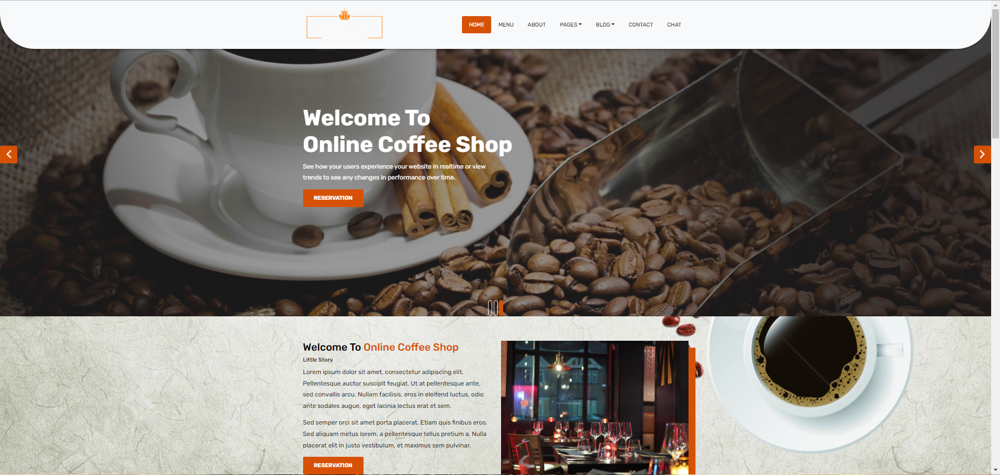 HOME MENU ABOUT PAGES BLOG CONTACT CHAT
Welcome To
Online Coffee Shop
See how your users experience your website in realtime or view
trends to see any changes in performance over time.
RESERVATION
Welcome To Online Coffee Shop
Little Story
Lorem ipsum dolor sit amet, consectetur adipiscing elit.
Pellentesque auctor suscipit feugiat. Ut at pellentesque ante,
sed convallis arcu. Nullam facilisis, eros in eleifend luctus, odio
ante sodales augue, eget lacinia lectus erat et sem.
Sed semper orci sit amet porta placerat. Etiam quis finibus eros.
Sed aliquam metus lorem, a pellentesque tellus pretium a. Nulla
placerat elit in justo vestibulum, et maximus sem pulvinar.
RESERVATION